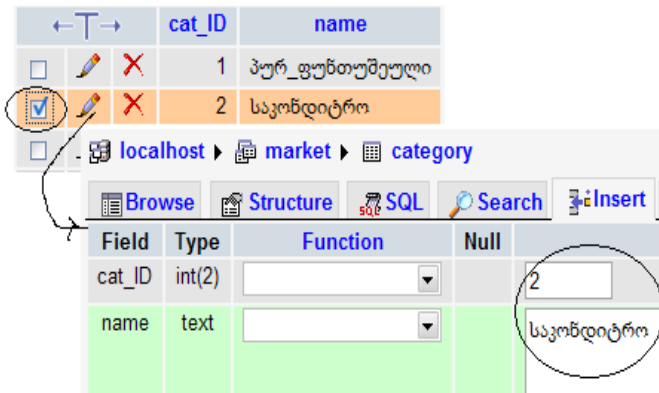 ←T→ cat_ID name
1 პურ_ფუნთუშეული
2 საკონდიტრო
localhost market category
Browse Structure SQL Search Insert
Field Type Function Null
cat_ID int(2) 2
name text საკონდიტრო